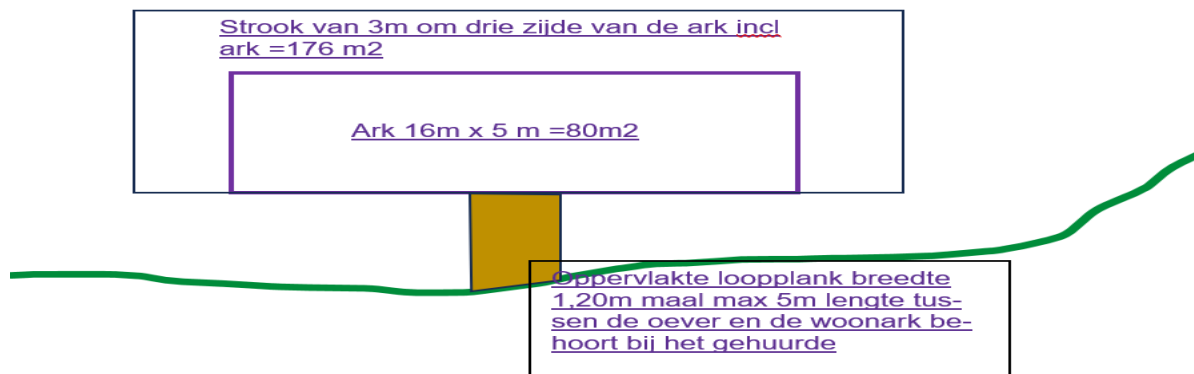 Strook van 3m om drie zijde van de ark incl
ark =176 m2
Ark 16m x 5 m =80m2
Oppervlakte loopplank breedte
1,20m maal max 5m lengte tus-
sen de oever en de woonark be-
hoort bij het gehuurde